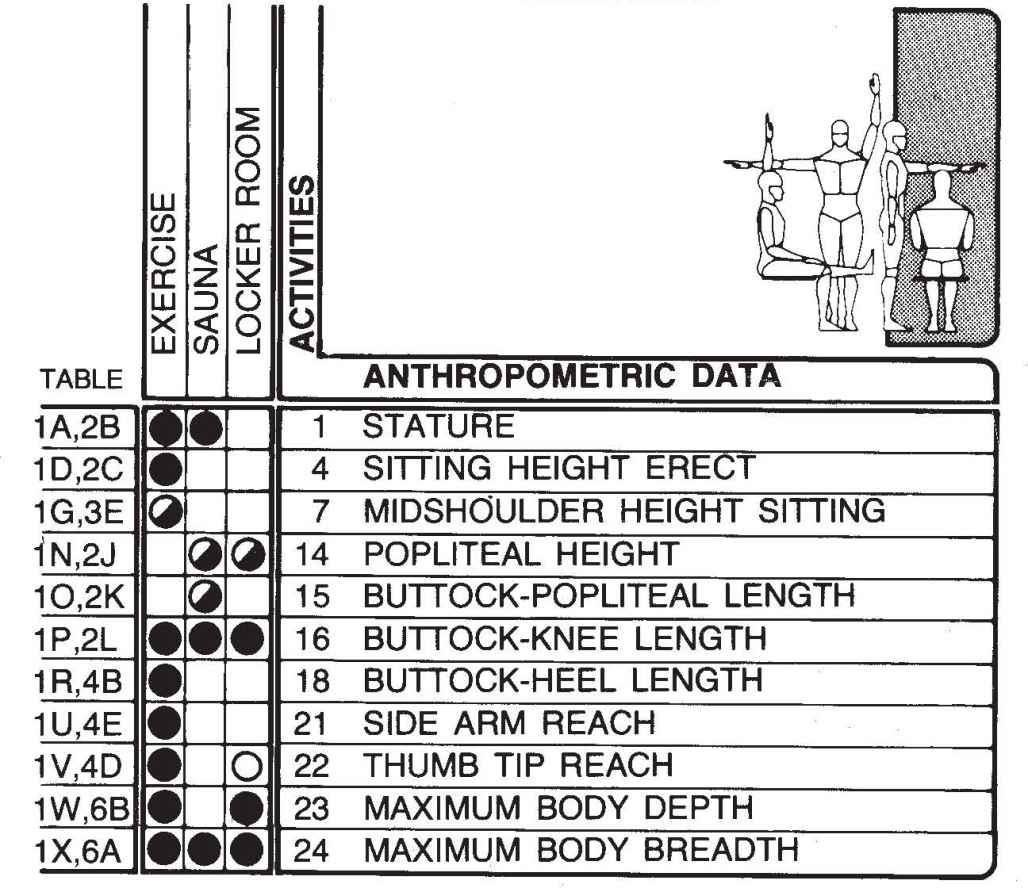 EXERCISE
SAUNA
LOCKER ROOM
ACTIVITIES
TABLE ANTHROPOMETRIC DATA
1A,2B 1 STATURE
1D,2C 4 SITTING HEIGHT ERECT
1G,3E 7 MIDSHOULDER HEIGHT SITTING
1N,2J 14 POPLITEAL HEIGHT
1O,2K 15 BUTTOCK-POPLITEAL LENGTH
1P,2L 16 BUTTOCK-KNEE LENGTH
1R,4B 18 BUTTOCK-HEEL LENGTH
1U,4E 21 SIDE ARM REACH
1V,4D 22 THUMB TIP REACH
1W,6B 23 MAXIMUM BODY DEPTH
1X,6A 24 MAXIMUM BODY BREADTH